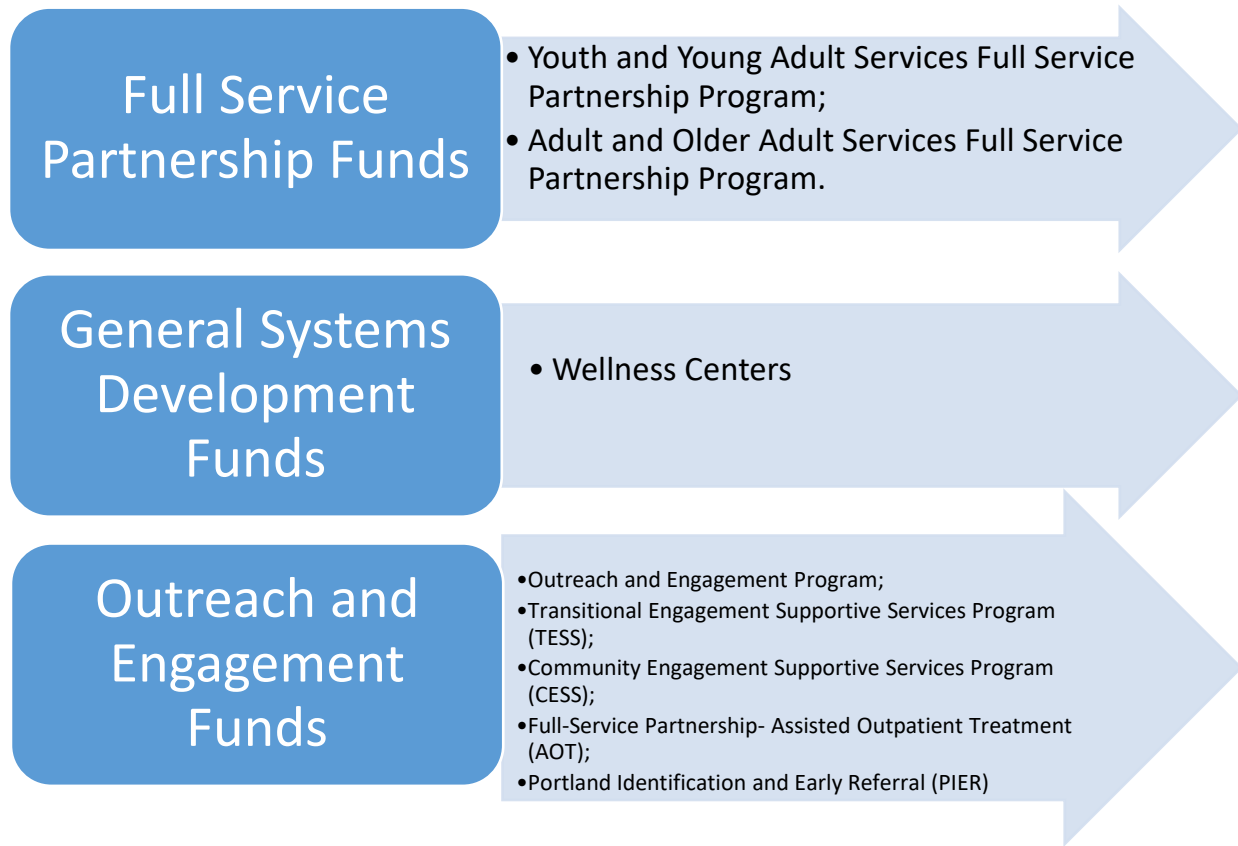 Full Service
Partnership Funds
• Youth and Young Adult Services Full Service
Partnership Program;
• Adult and Older Adult Services Full Service
Partnership Program.
General Systems
Development
Funds
• Wellness Centers
Outreach and
Engagement
Funds
•Outreach and Engagement Program;
•Transitional Engagement Supportive Services Program
(TESS);
•Community Engagement Supportive Services Program
(CESS);
•Full-Service Partnership- Assisted Outpatient Treatment
(AOT);
•Portland Identification and Early Referral (PIER)